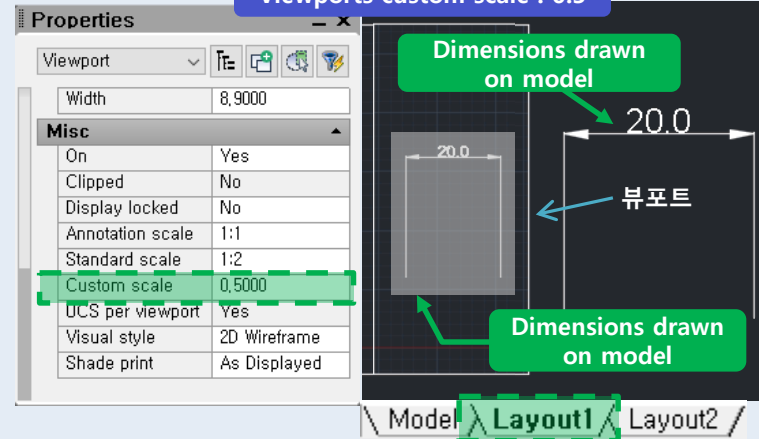 Viewports custom scale : 0.5
Properties
Viewport
Width 8,9000
Misc
On Yes
Clipped No
Display locked No
Annotation scale 1:1
Standard scale 1:2
Custom scale 0,5000
UCS per viewport Yes
Visual style 2D Wireframe
Shade print As Displayed
Dimensions drawn
on model
20.0
20.0
뷰포트
Dimensions drawn
on model
Model Layout1 Layout2